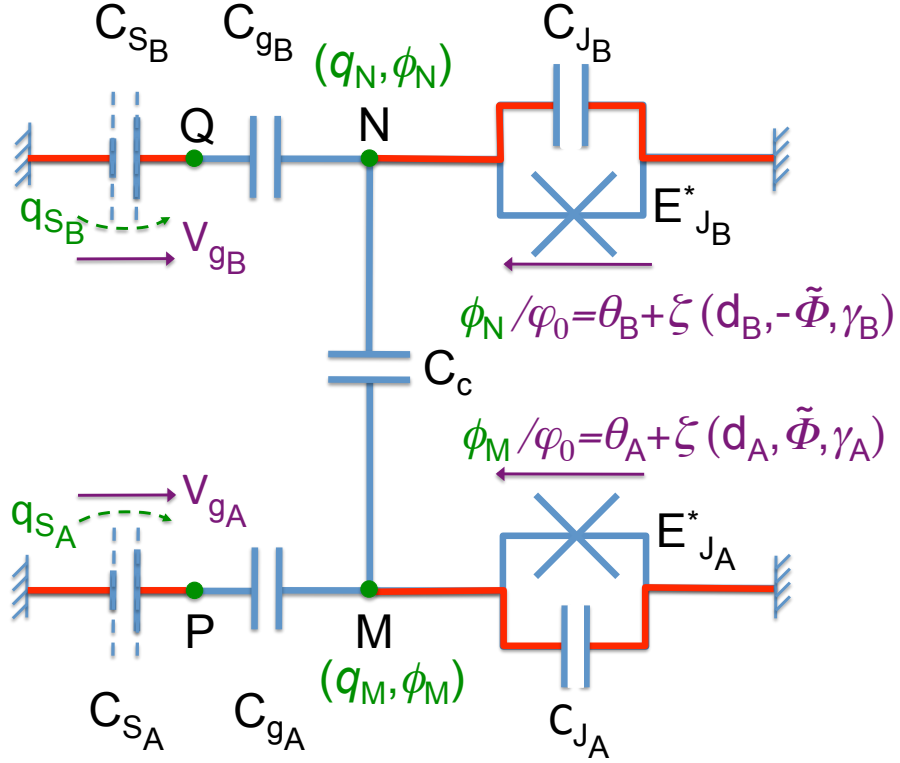 C_{S_B} C_{g_B} C_{J_B}
(q_N,ϕ_N)
Q N
E*_{J_B}
q_{S_B} V_{g_B}
ϕ_N/φ_0=θ_B+ζ(d_B,-Φ̃,γ_B)
C_c
ϕ_M/φ_0=θ_A+ζ(d_A,Φ̃,γ_A)
q_{S_A} V_{g_A}
E*_{J_A}
P M
(q_M,ϕ_M)
C_{S_A} C_{g_A} C_{J_A}